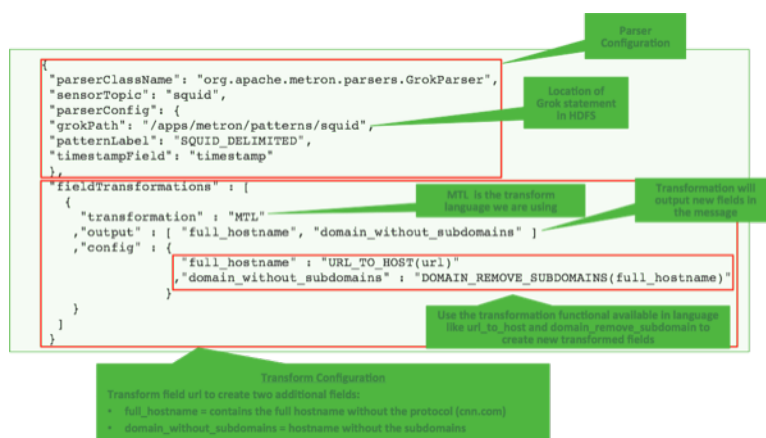 Parser
Configuration
{
"parserClassName": "org.apache.metron.parsers.GrokParser",
"sensorTopic": "squid",
"parserConfig": {
"grokPath": "/apps/metron/patterns/squid",
"patternLabel": "SQUID_DELIMITED",
"timestampField": "timestamp"
},
Location of
Grok statement
in HDFS
"fieldTransformations" : [
{
"transformation" : "MTL"
,"output" : [ "full_hostname", "domain_without_subdomains" ]
,"config" : {
"full_hostname" : "URL_TO_HOST(url)"
,"domain_without_subdomains" : "DOMAIN_REMOVE_SUBDOMAINS(full_hostname)"
}
}
]
}
MTL is the transform
language we are using
Transformation will
output new fields in
the message
Use the transformation functional available in language
like url_to_host and domain_remove_subdomain to
create new transformed fields
Transform Configuration
Transform field url to create two additional fields:
• full_hostname = contains the full hostname without the protocol (cnn.com)
• domain_without_subdomains = hostname without the subdomains